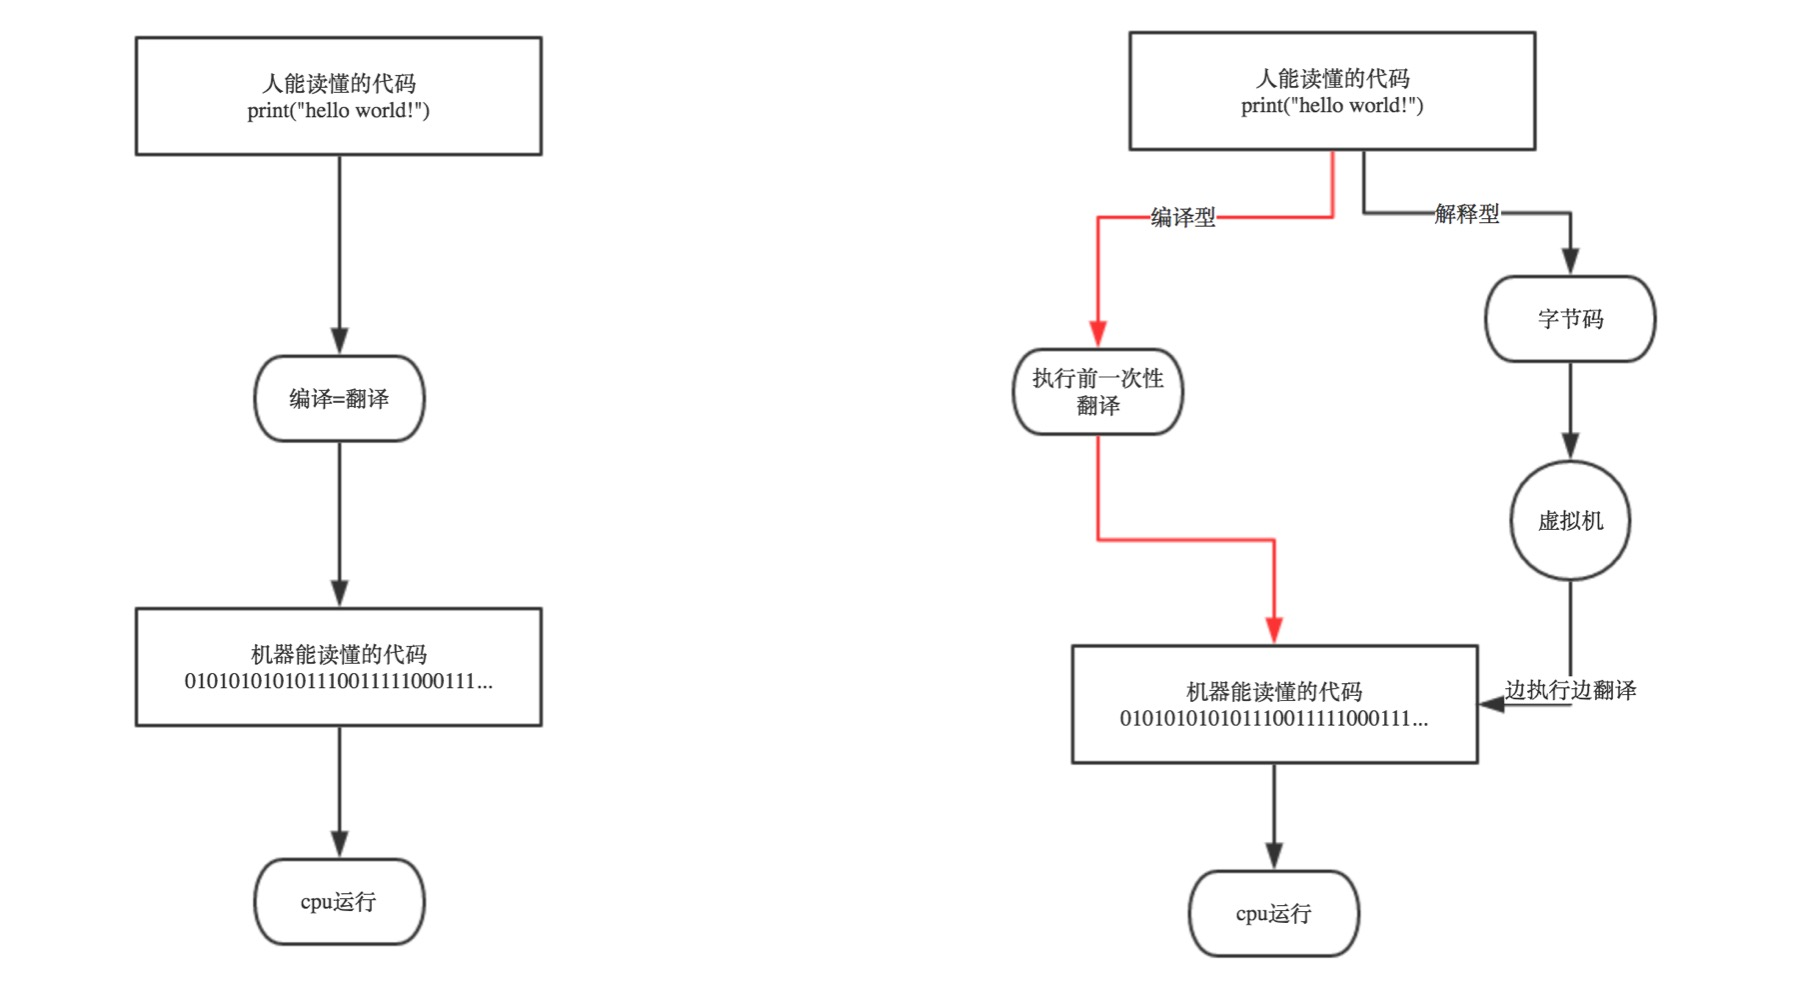 人能读懂的代码
print("hello world!")
编译=翻译
机器能读懂的代码
0101010101011100111110001​11...
cpu运行
人能读懂的代码
print("hello world!")
编译型
解释型
字节码
执行前一次性
翻译
虚拟机
边执行边翻译
机器能读懂的代码
010101010101110011111000111...
cpu运行